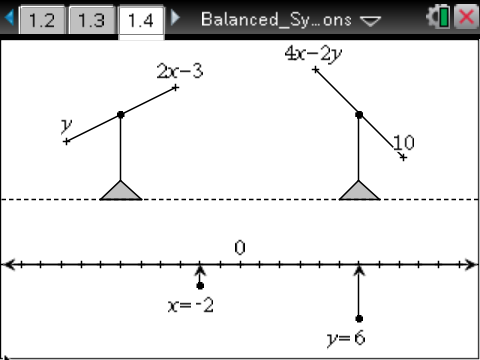 1.2 1.3 1.4 Balanced_Sy...ons
y 2x−3
4x−2y 10
0
x=-2
y=6